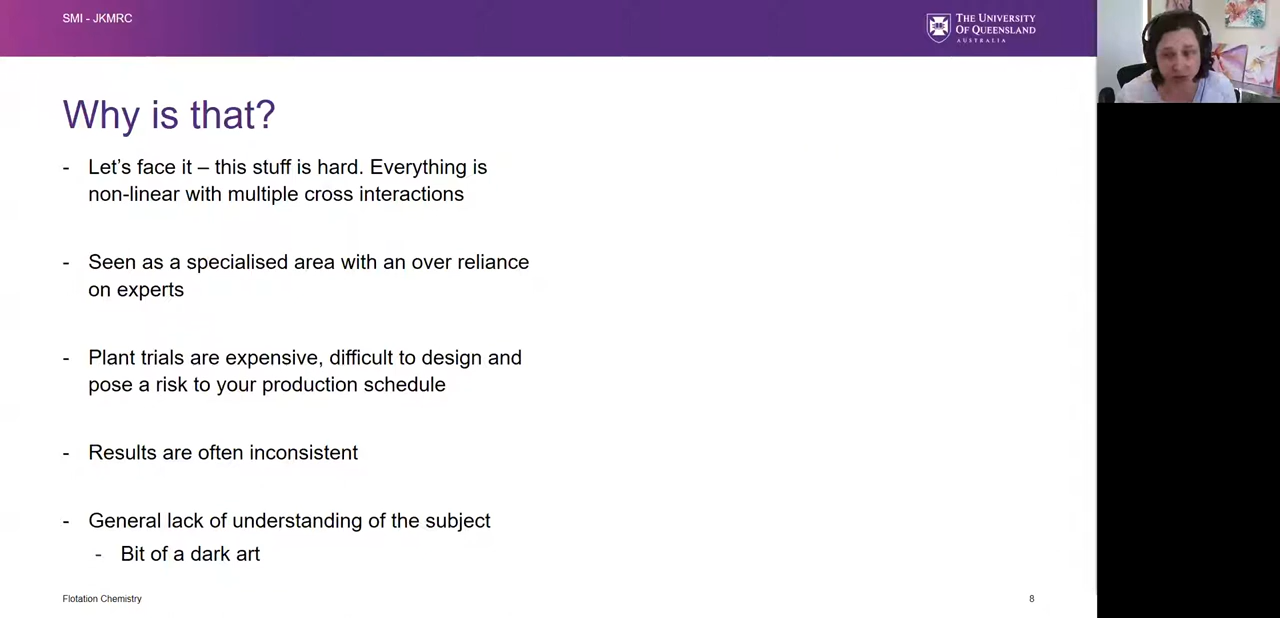 SMI - JKMRC
THE UNIVERSITY
OF QUEENSLAND
AUSTRALIA
Why is that?
- Let's face it – this stuff is hard. Everything is
non-linear with multiple cross interactions
- Seen as a specialised area with an over reliance
on experts
- Plant trials are expensive, difficult to design and
pose a risk to your production schedule
- Results are often inconsistent
- General lack of understanding of the subject
- Bit of a dark art
Flotation Chemistry
8